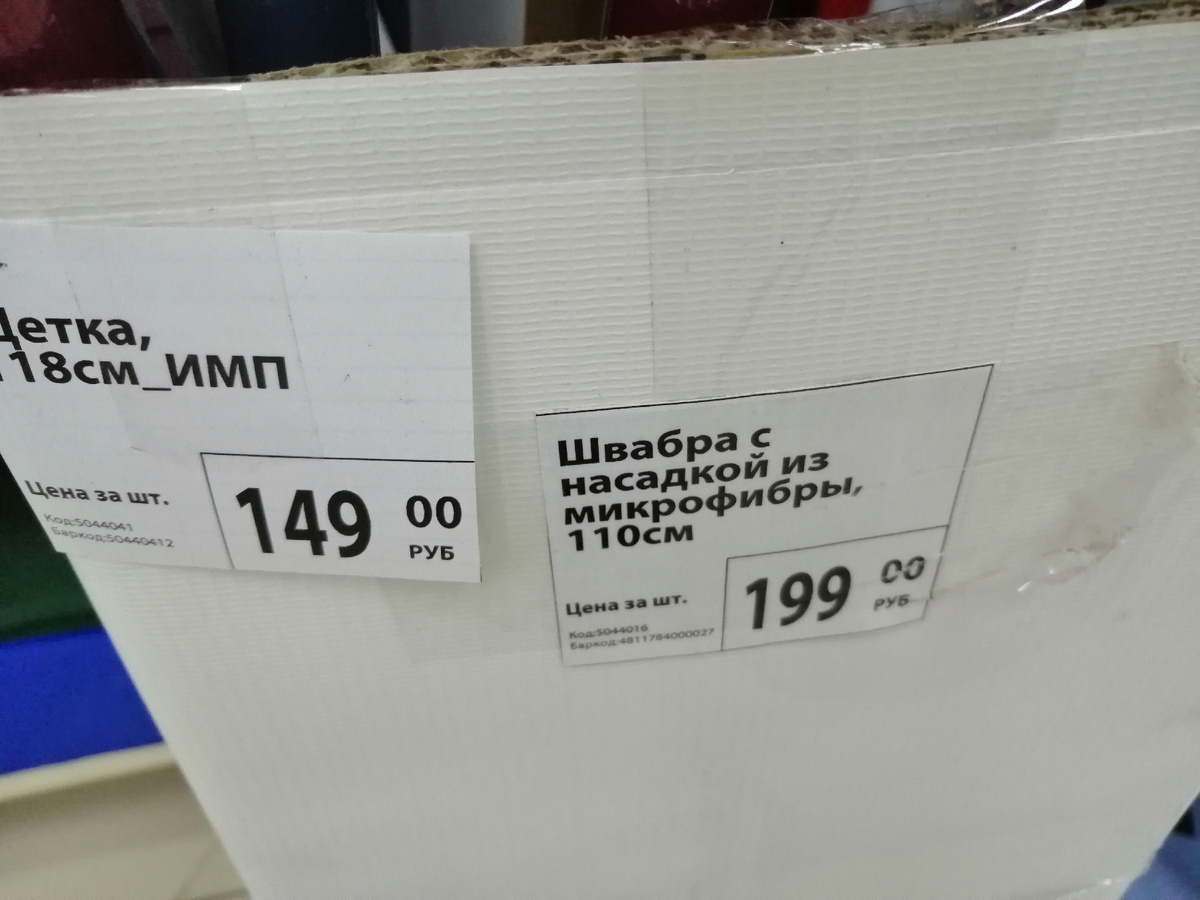 Щетка,
118см_ИМП
Цена за шт.
149 00
РУБ
Код:5044041
Баркод:50440412
Швабра с
насадкой из
микрофибры,
110см
Цена за шт.
199 00
РУБ
Код:5044016
Баркод:4811784000027